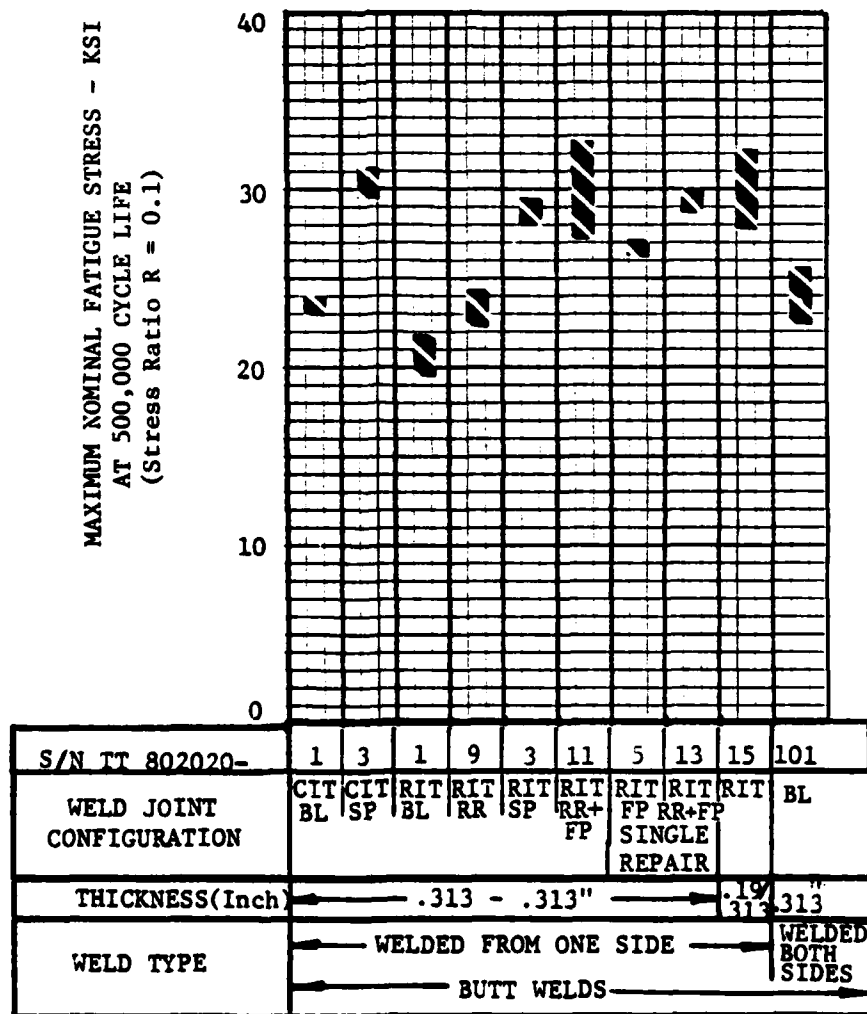 MAXIMUM NOMINAL FATIGUE STRESS - KSI
AT 500,000 CYCLE LIFE
(Stress Ratio R = 0.1)
40
30
20
10
0
S/N TT 802020- 1 3 1 9 3 11 5 13 15 101
WELD JOINT CONFIGURATION
CIT BL
CIT SP
RIT BL
RIT RR
RIT SP
RIT RR+ FP
RIT FP
RIT RR+FP
SINGLE REPAIR
RIT
BL
THICKNESS(Inch) .313 - .313" .19/ .313 .313"
WELD TYPE
WELDED FROM ONE SIDE
WELDED BOTH SIDES
BUTT WELDS